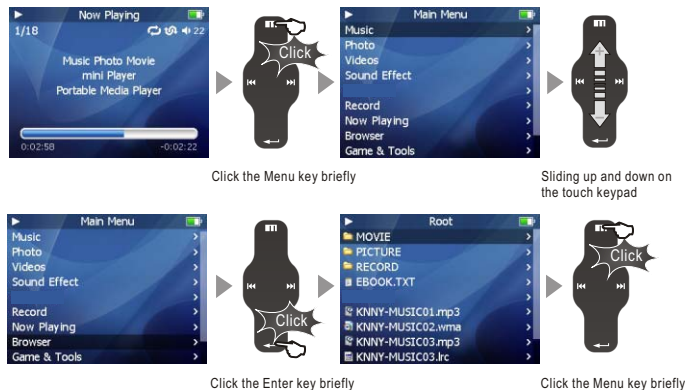 Now Playing
1/18
22
Music Photo Movie
mini Player
Portable Media Player
0:02:58
-0:02:22
Click
Main Menu
Music
Photo
Videos
Sound Effect
Record
Now Playing
Browser
Game & Tools
Click the Menu key briefly
Sliding up and down on
the touch keypad
Main Menu
Music
Photo
Videos
Sound Effect
Record
Now Playing
Browser
Game & Tools
Click
Root
MOVIE
PICTURE
RECORD
EBOOK.TXT
KNNY-MUSIC01.mp3
KNNY-MUSIC02.wma
KNNY-MUSIC03.mp3
KNNY-MUSIC03.lrc
Click
Click the Enter key briefly
Click the Menu key briefly